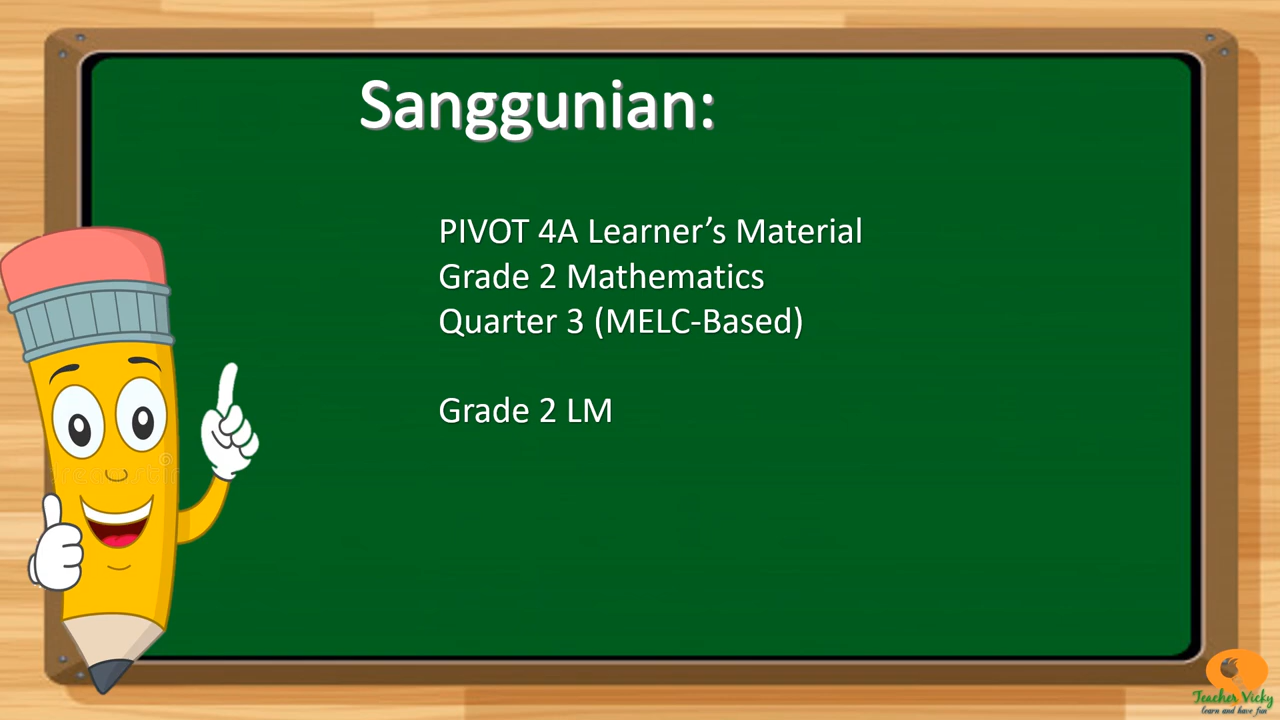 Sanggunian:
PIVOT 4A Learner’s Material
Grade 2 Mathematics
Quarter 3 (MELC-Based)
Grade 2 LM
Teacher Vicky
learn and have fun